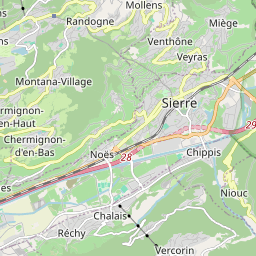 Mollens
Randogne
Miège
Venthône
Veyras
Montana-Village
Sierre
en-Haut
29
Chermignon-
d'en-Bas
Noës
28
Chippis
Niouc
Chalais
Réchy
Vercorin